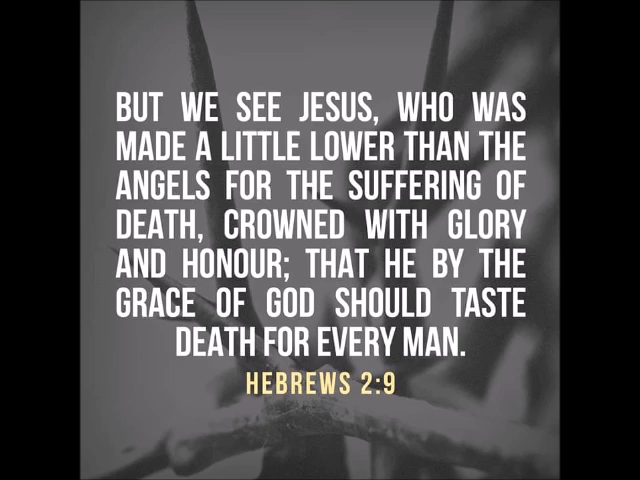 BUT WE SEE JESUS, WHO WAS
MADE A LITTLE LOWER THAN THE
ANGELS FOR THE SUFFERING OF
DEATH, CROWNED WITH GLORY
AND HONOUR; THAT HE BY THE
GRACE OF GOD SHOULD TASTE
DEATH FOR EVERY MAN.
HEBREWS 2:9